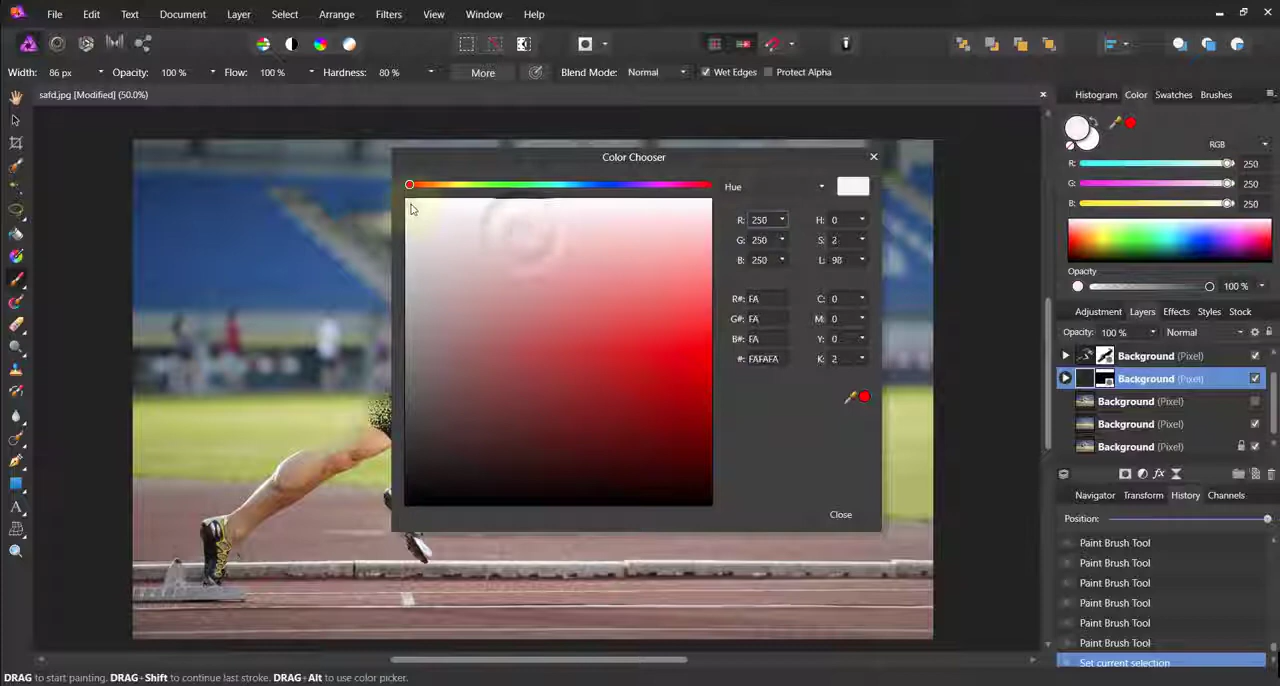 File Edit Text Document Layer Select Arrange Filters View Window Help
Width: 86 px Opacity: 100 % Flow: 100 % Hardness: 80 % More Blend Mode: Normal Wet Edges Protect Alpha
safd.jpg [Modified] (50.0%)
Histogram Color Swatches Brushes
RGB
R: 250
G: 250
B: 250
Opacity
100 %
Adjustment Layers Effects Styles Stock
Opacity: 100 % Normal
Background (Pixel)
Background (Pixel)
Background (Pixel)
Background (Pixel)
Background (Pixel)
Navigator Transform History Channels
Position:
Paint Brush Tool
Paint Brush Tool
Paint Brush Tool
Paint Brush Tool
Paint Brush Tool
Paint Brush Tool
Set current selection
Color Chooser
Hue
R: 250 H: 0
G: 250 S: 2
B: 250 L: 98
R#: FA C: 0
G#: FA M: 0
B#: FA Y: 0
#: FAFAFA K: 2
Close
DRAG to start painting. DRAG+Shift to continue last stroke. DRAG+Alt to use color picker.